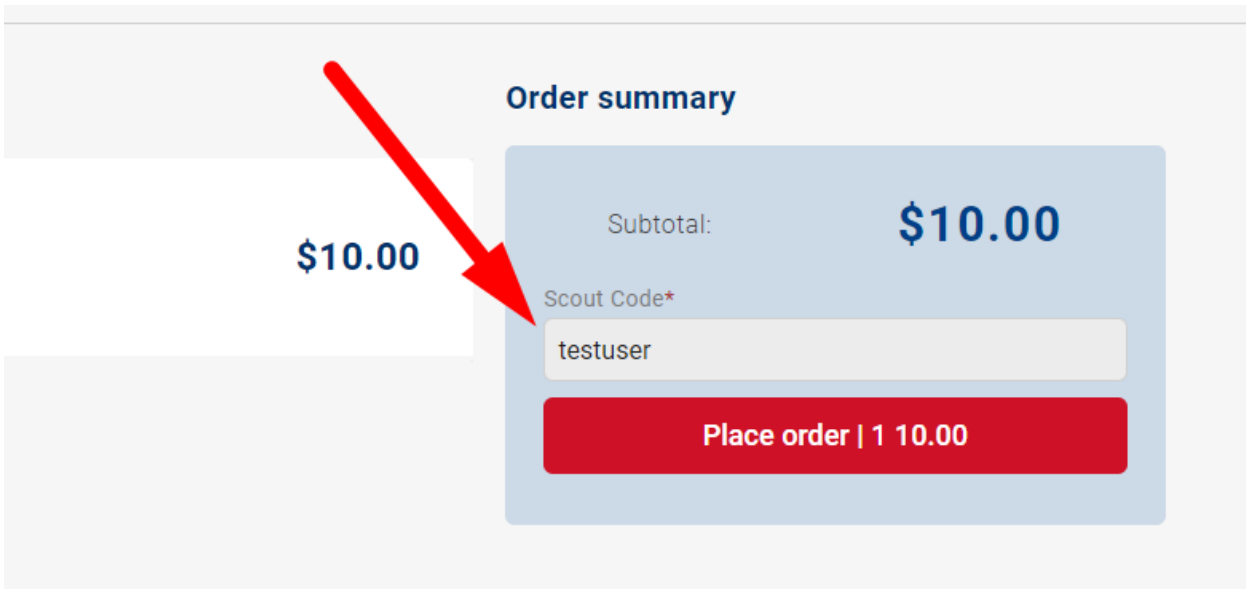 Order summary
Subtotal: $10.00
$10.00
Scout Code*
testuser
Place order | 1 10.00